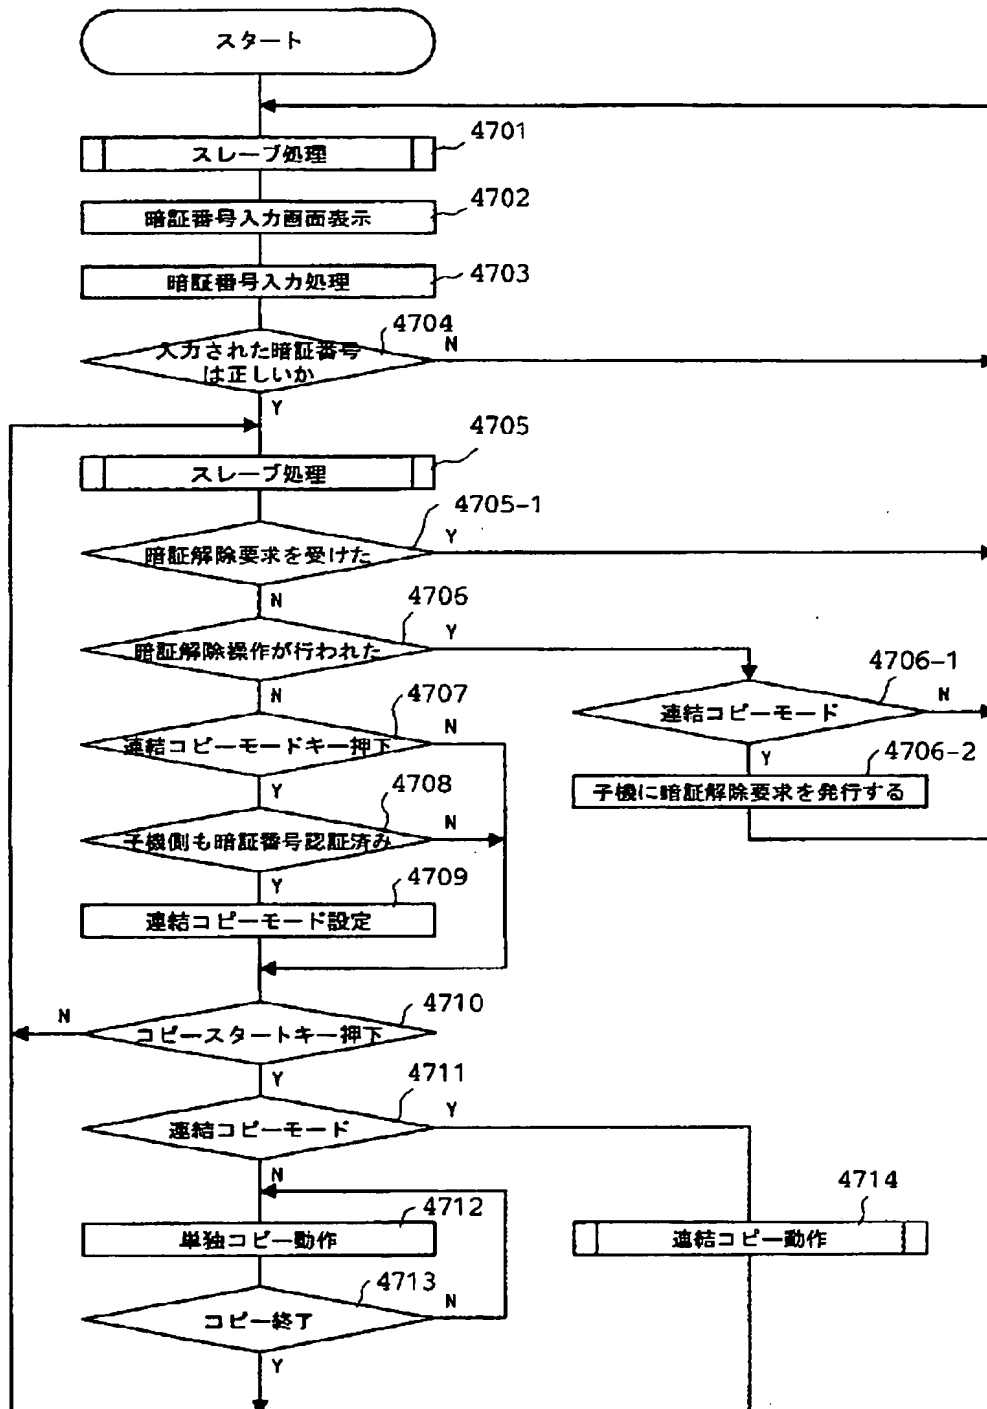 スタート
4701
スレーブ処理
4702
暗証番号入力画面表示
4703
暗証番号入力処理
4704
入力された暗証番号
は正しいか
N
Y
4705
スレーブ処理
4705-1
暗証解除要求を受けた
Y
N
4706
暗証解除操作が行われた
Y
N
4706-1
連結コピーモード
N
Y
4706-2
子機に暗証解除要求を発行する
4707
連結コピーモードキー押下
N
Y
4708
子機側も暗証番号認証済み
N
Y
4709
連結コピーモード設定
4710
コピースタートキー押下
N
Y
4711
連結コピーモード
Y
N
4712
単独コピー動作
4714
連結コピー動作
4713
コピー終了
N
Y